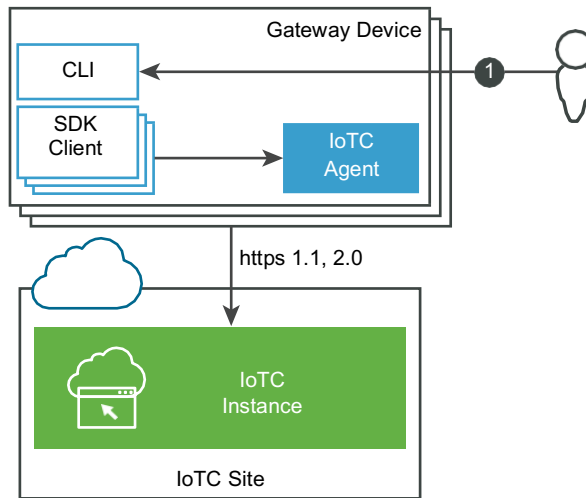 Gateway Device
CLI
1
SDK
Client
IoTC
Agent
https 1.1, 2.0
IoTC
Instance
IoTC Site